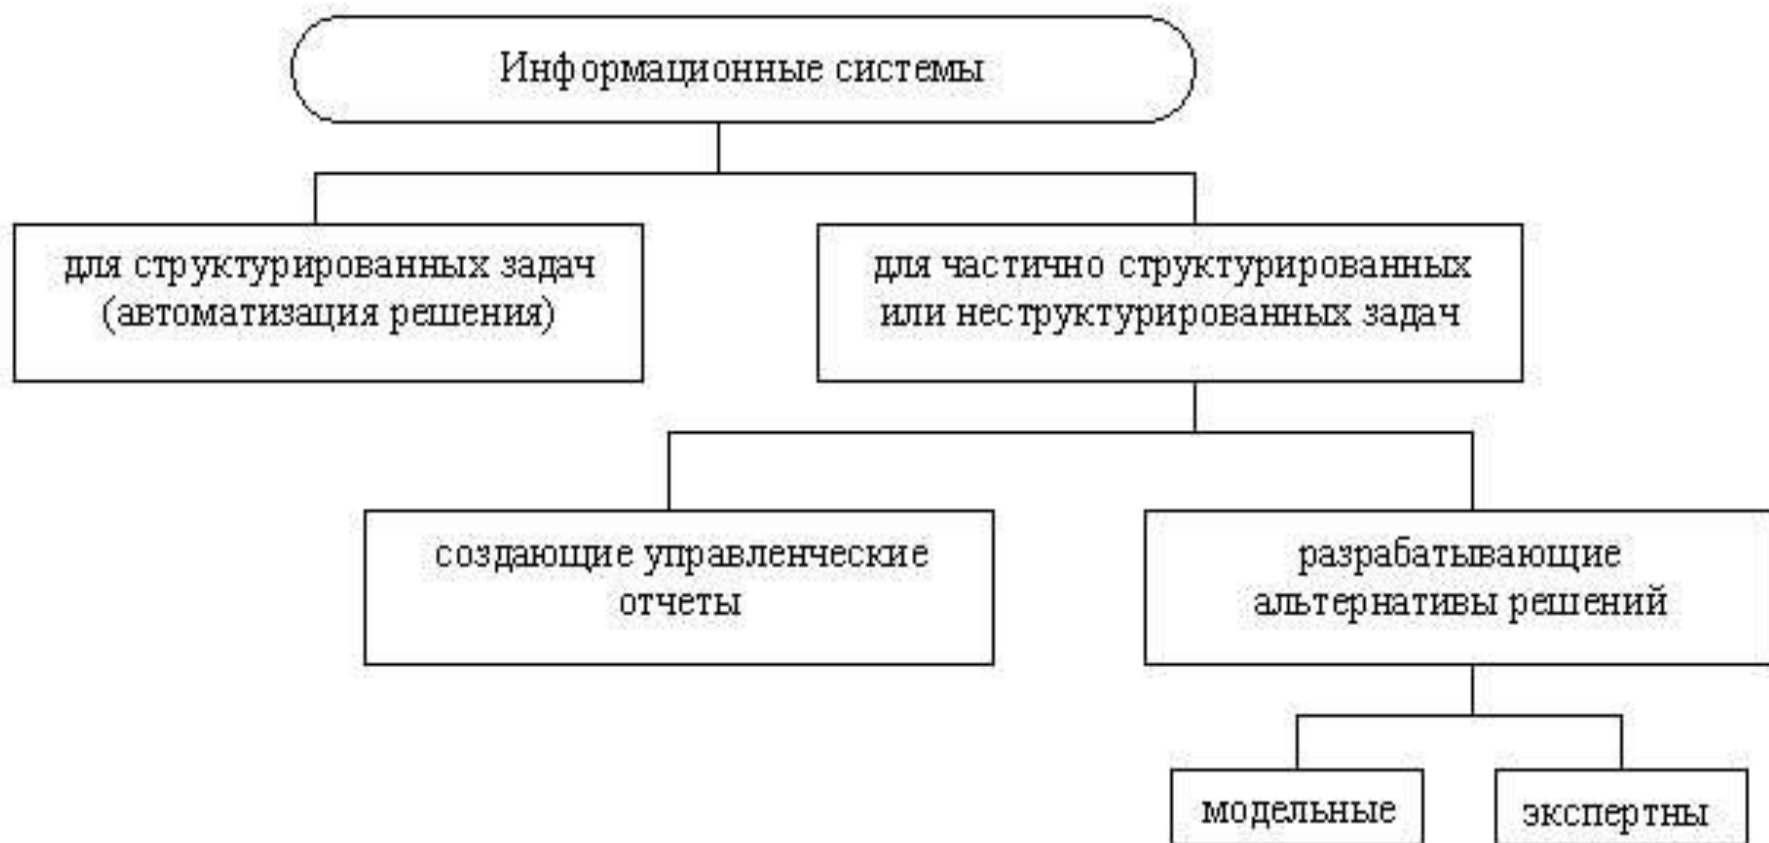 Информационные системы
для структурированных задач
(автоматизация решения)
для частично структурированных
или неструктурированных задач
создающие управленческие
отчеты
разрабатывающие
альтернативы решений
модельные
экспертны